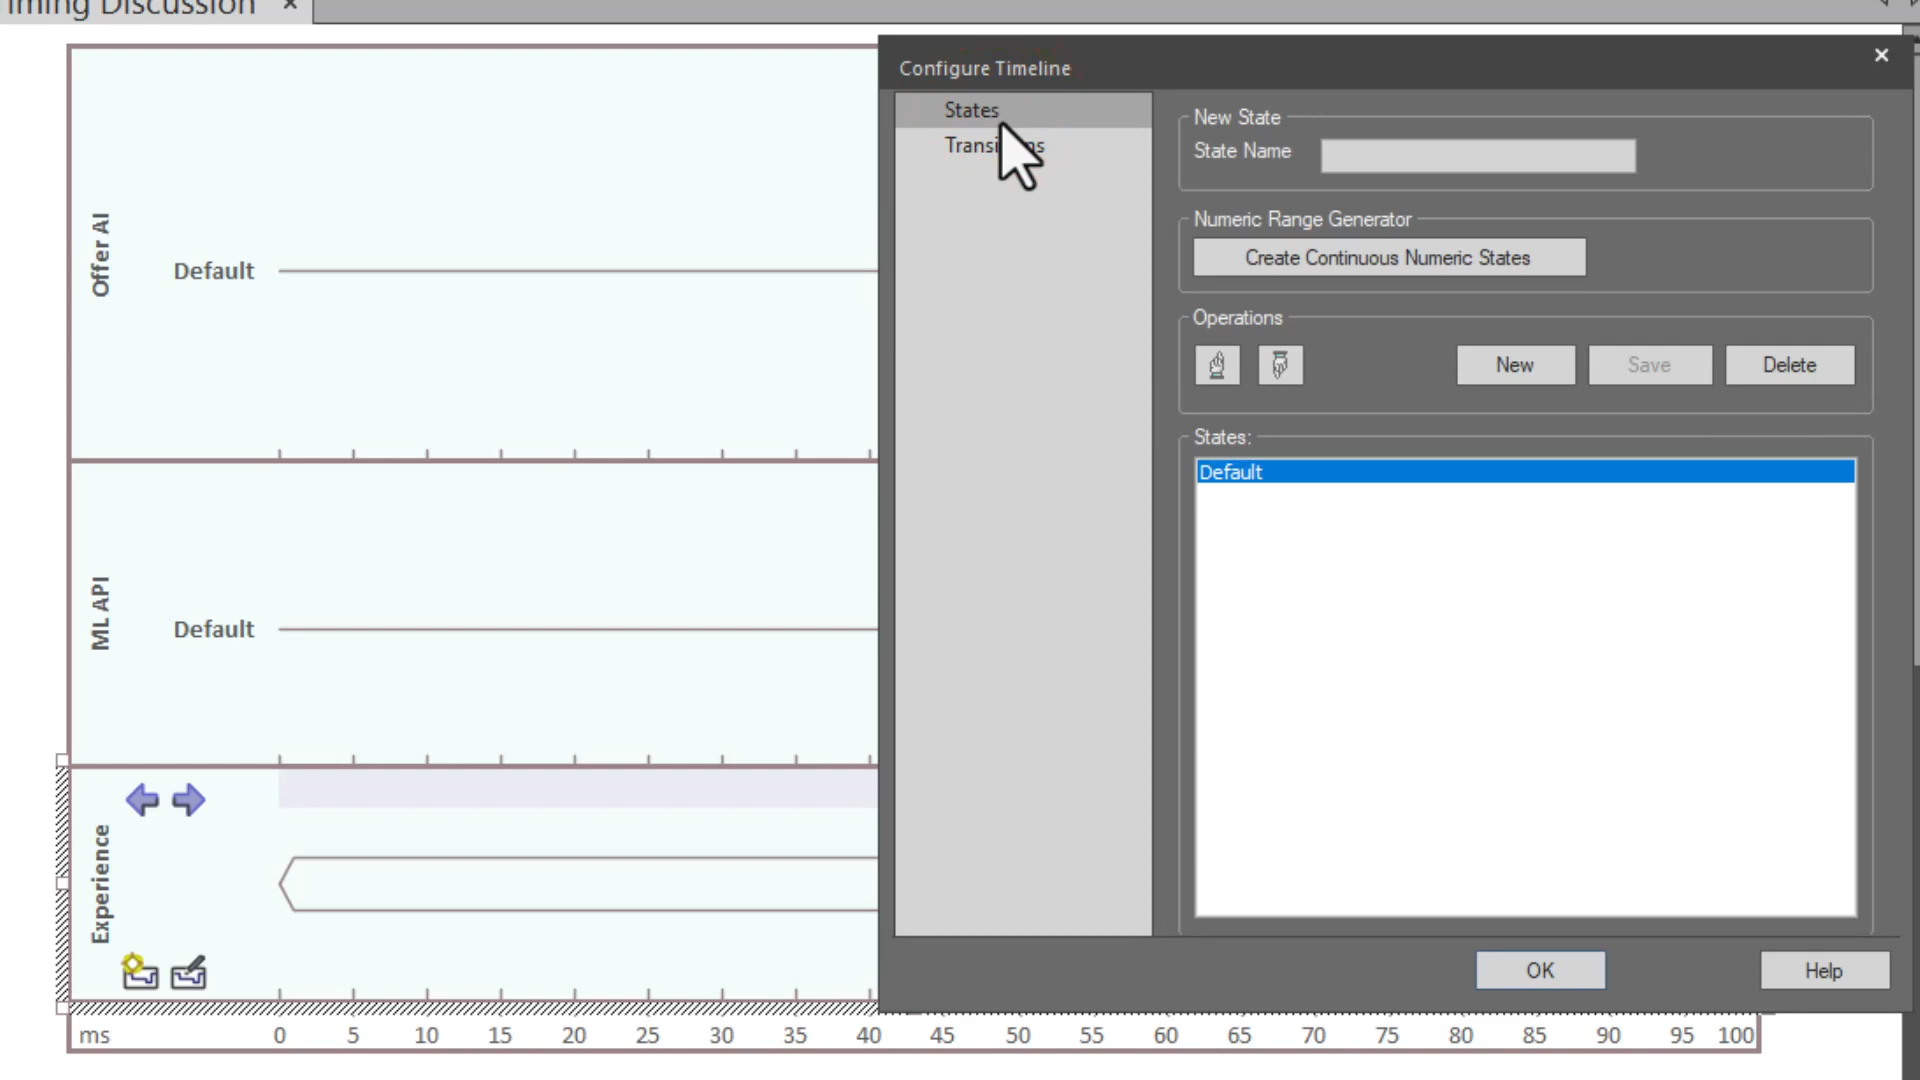 Timing Discussion
Configure Timeline
States
Transitions
New State
State Name
Numeric Range Generator
Create Continuous Numeric States
Operations
New
Save
Delete
States:
Default
OK
Help
Offer AI
Default
ML API
Default
Experience
ms 0 5 10 15 20 25 30 35 40 45 50 55 60 65 70 75 80 85 90 95 100